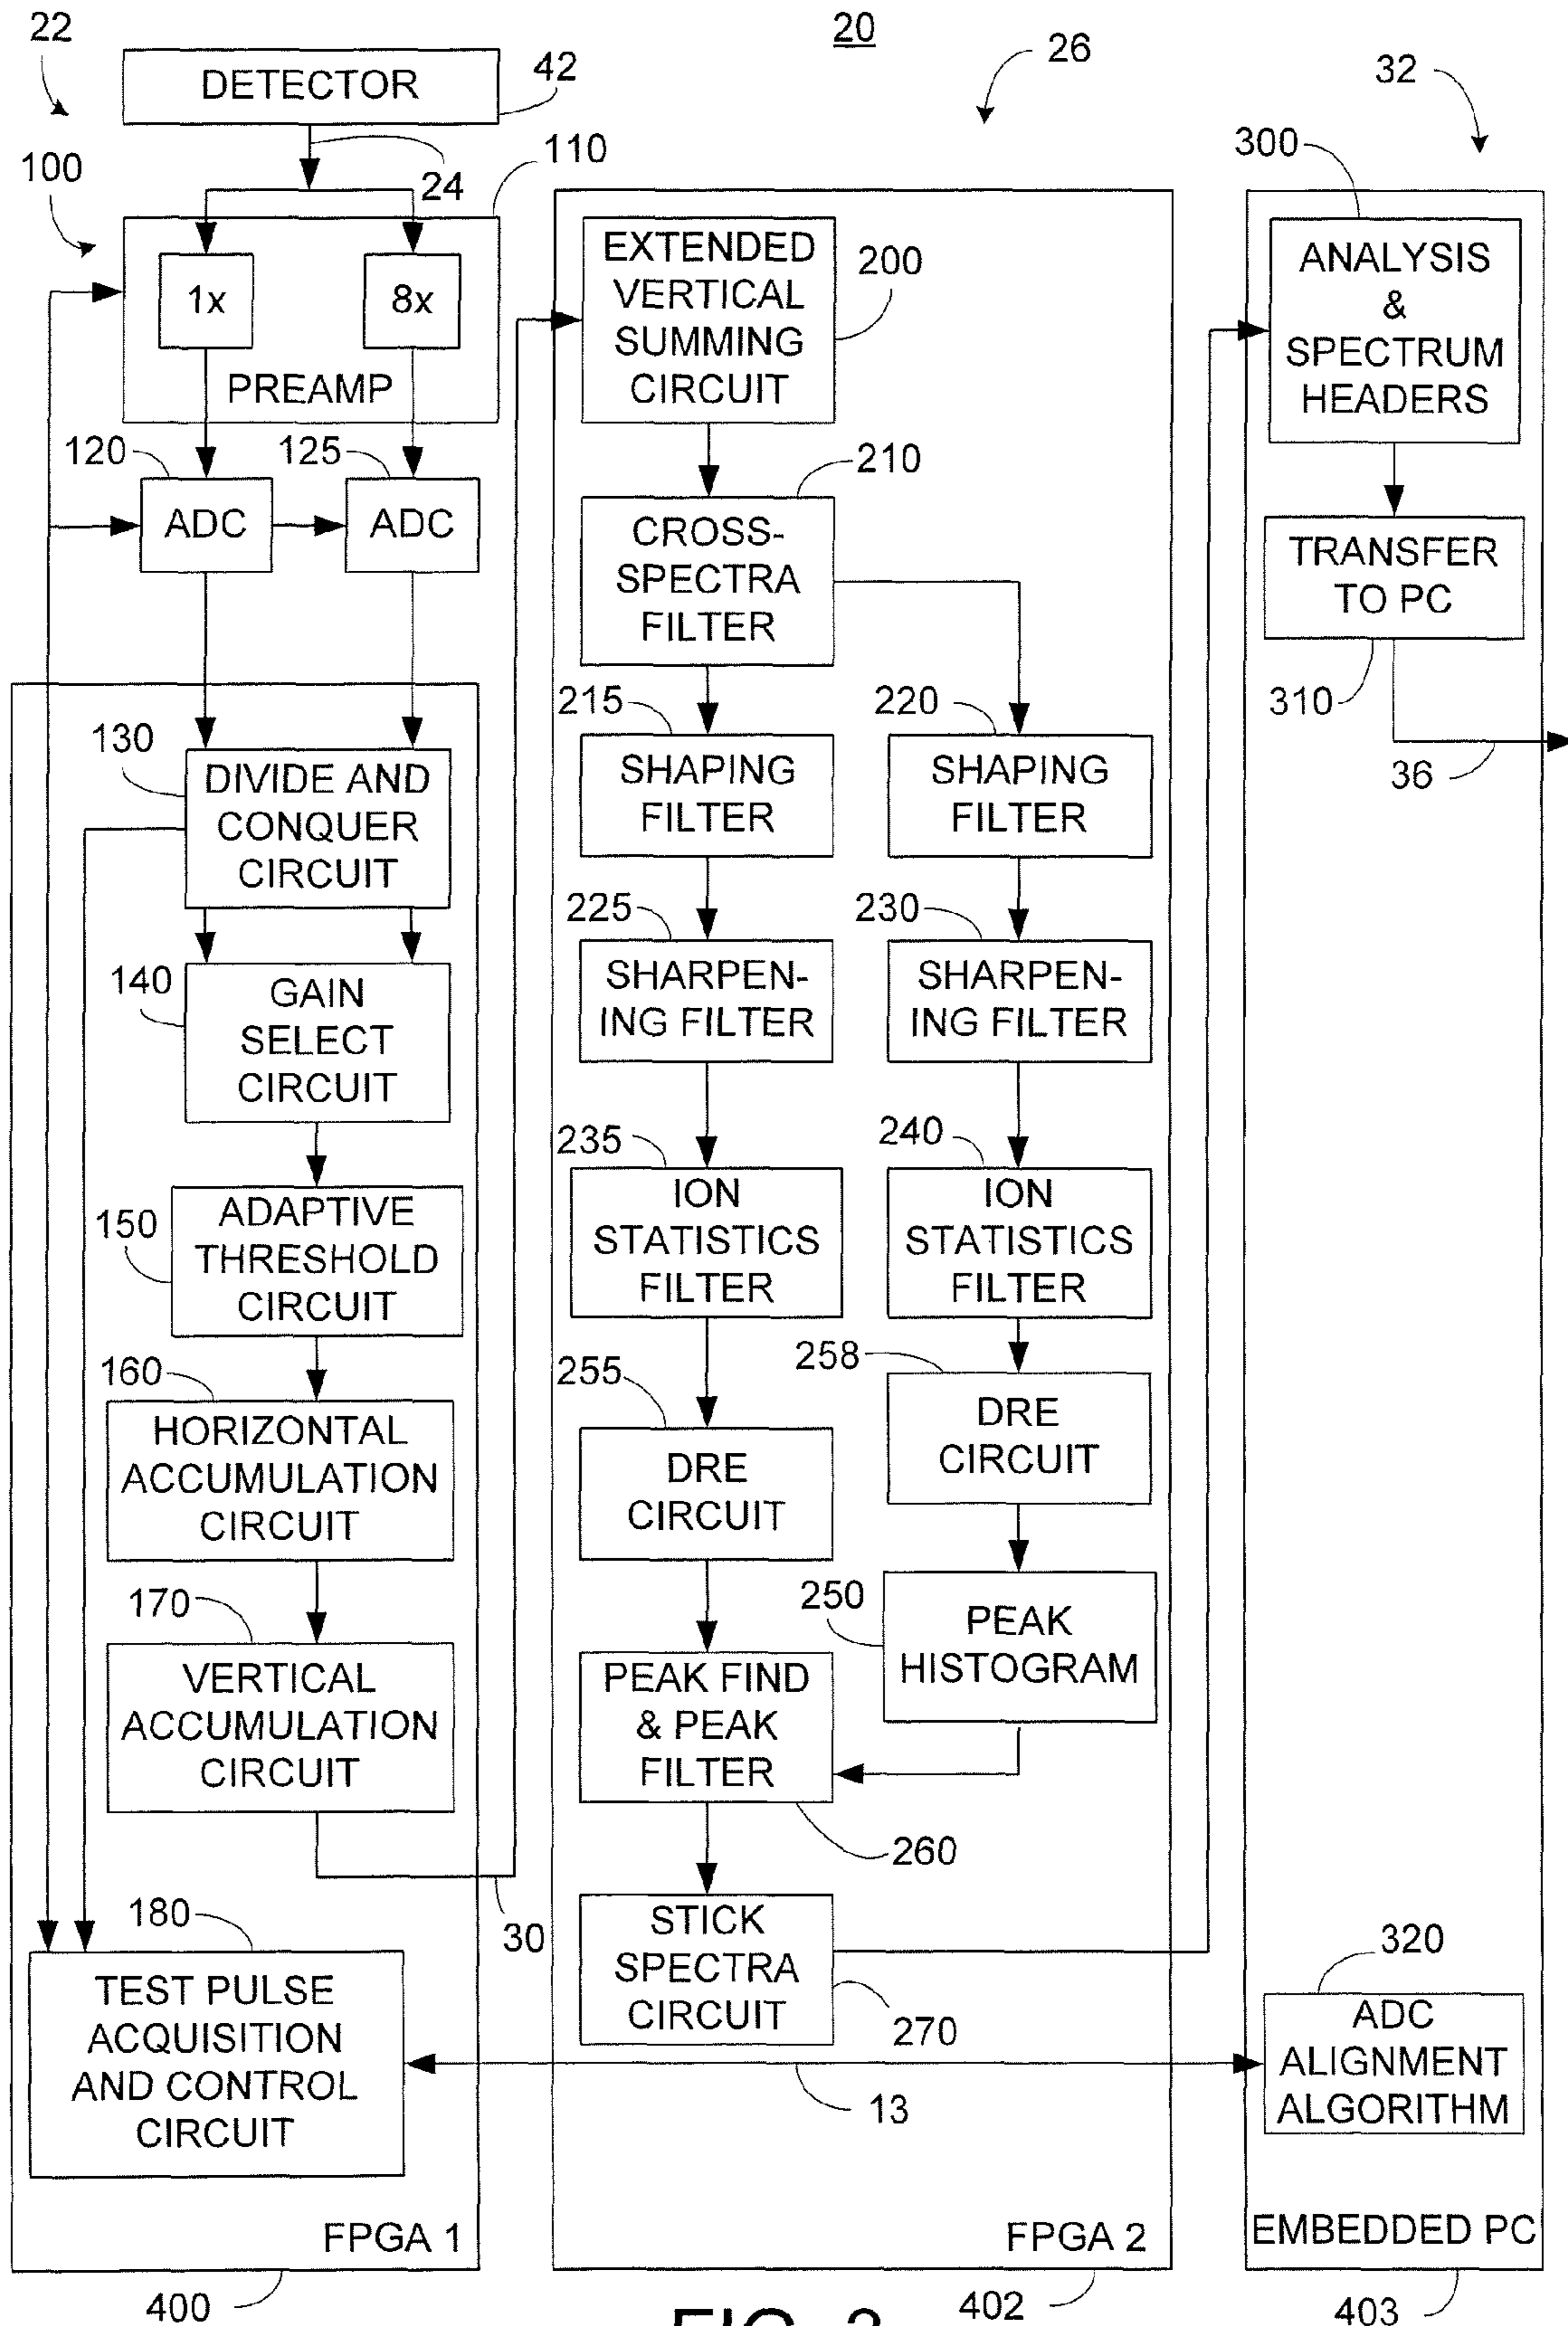 20
22
26
32
DETECTOR
42
24
110
100
1x
8x
PREAMP
120
125
ADC
ADC
130
DIVIDE AND
CONQUER
CIRCUIT
140
GAIN
SELECT
CIRCUIT
150
ADAPTIVE
THRESHOLD
CIRCUIT
160
HORIZONTAL
ACCUMULATION
CIRCUIT
170
VERTICAL
ACCUMULATION
CIRCUIT
30
180
TEST PULSE
ACQUISITION
AND CONTROL
CIRCUIT
FPGA 1
400
EXTENDED
VERTICAL
SUMMING
CIRCUIT
200
210
CROSS-
SPECTRA
FILTER
215
SHAPING
FILTER
220
SHAPING
FILTER
225
SHARPEN-
ING FILTER
230
SHARPEN-
ING FILTER
235
ION
STATISTICS
FILTER
240
ION
STATISTICS
FILTER
255
DRE
CIRCUIT
258
DRE
CIRCUIT
250
PEAK
HISTOGRAM
PEAK FIND
& PEAK
FILTER
260
STICK
SPECTRA
CIRCUIT
270
13
FPGA 2
402
300
ANALYSIS
&
SPECTRUM
HEADERS
TRANSFER
TO PC
310
36
320
ADC
ALIGNMENT
ALGORITHM
EMBEDDED PC
403
FIG. 3